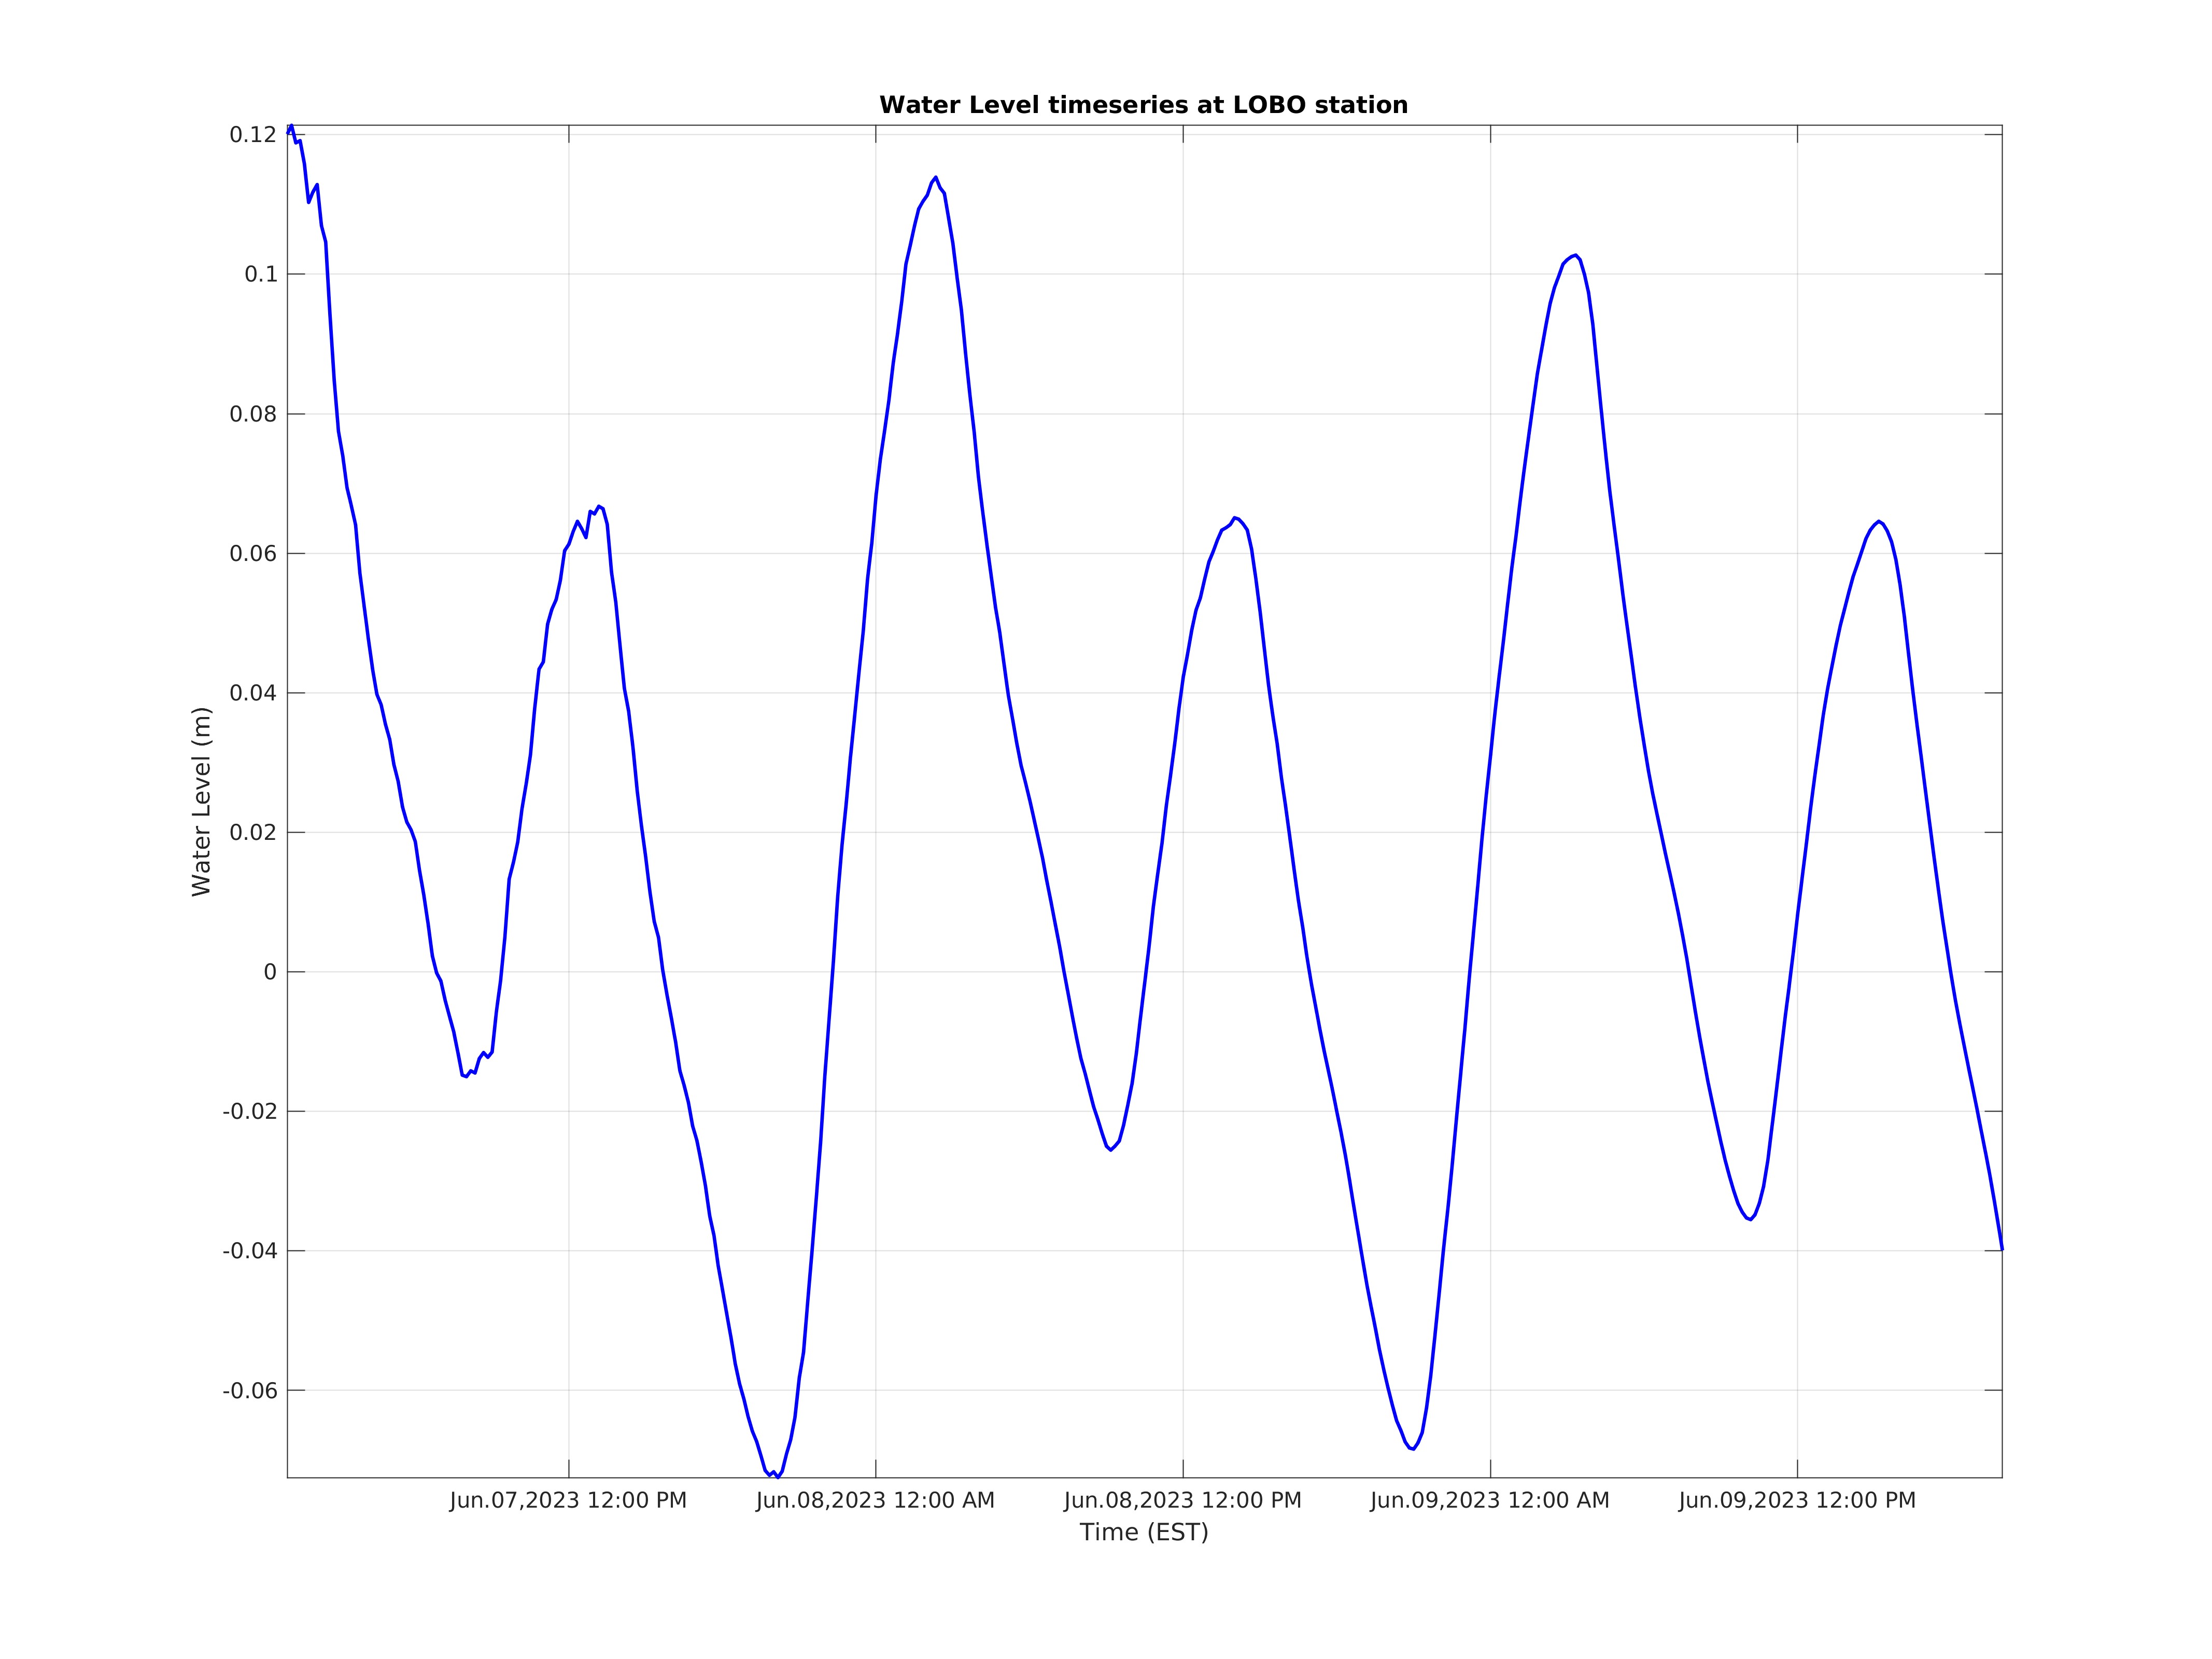 Water Level timeseries at LOBO station
0.12
0.1
0.08
0.06
0.04
0.02
0
-0.02
-0.04
-0.06
Water Level (m)
Jun.07,2023 12:00 PM
Jun.08,2023 12:00 AM
Jun.08,2023 12:00 PM
Jun.09,2023 12:00 AM
Jun.09,2023 12:00 PM
Time (EST)